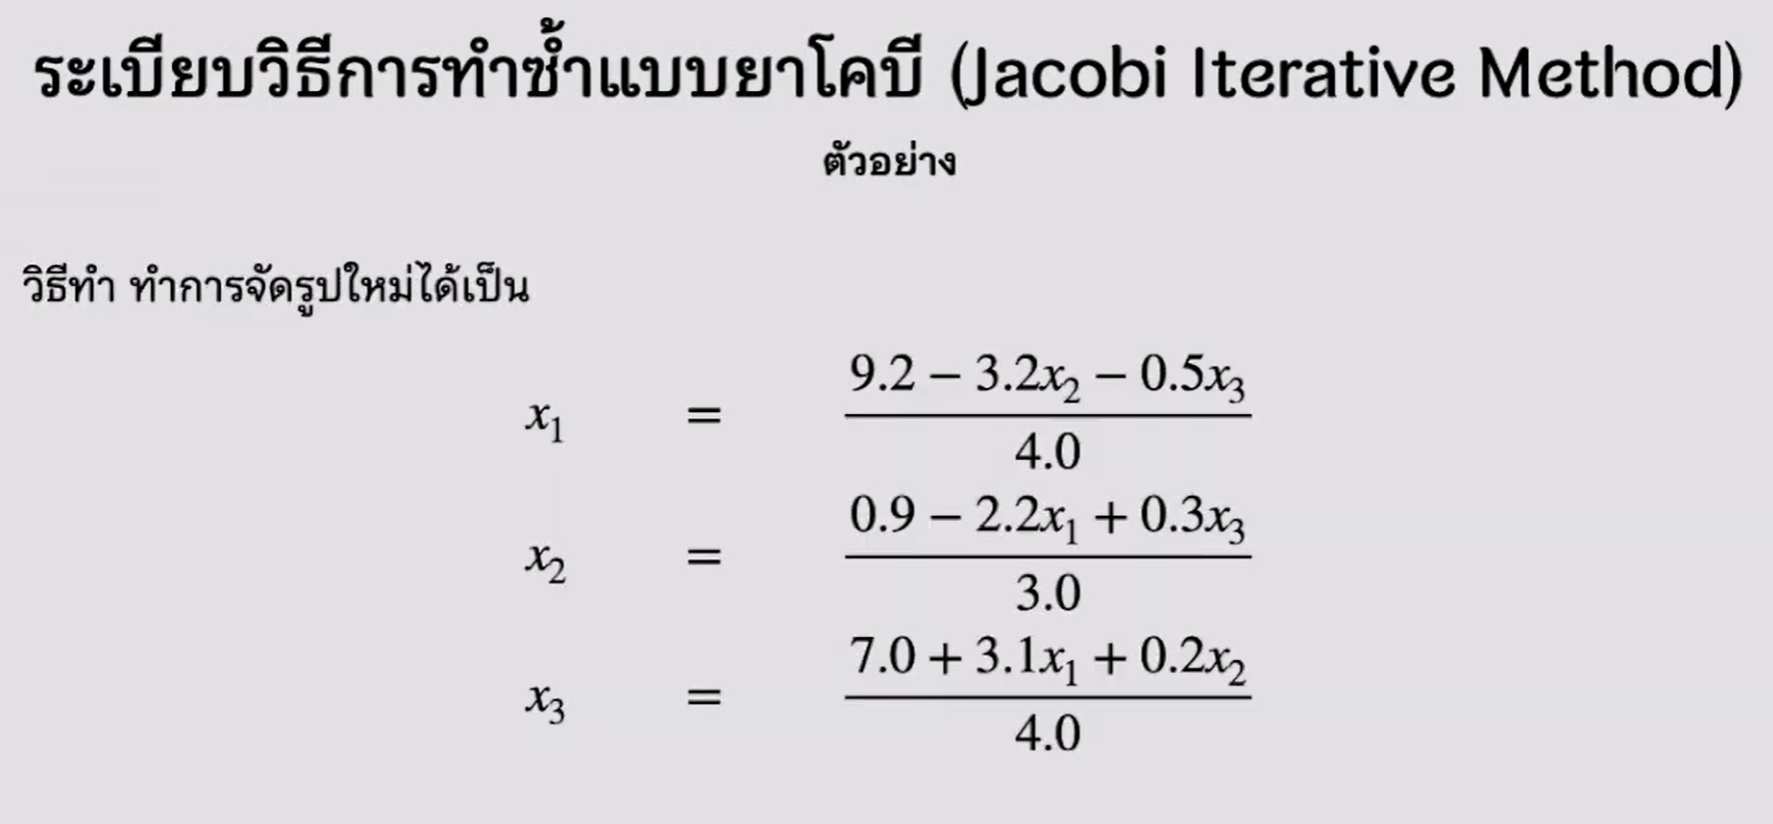 ระเบียบวิธีการทำซ้ำแบบยาโคบี (Jacobi Iterative Method)
ตัวอย่าง
วิธีทำ ทำการจัดรูปใหม่ได้เป็น
x₁ = (9.2 − 3.2x₂ − 0.5x₃) / 4.0
x₂ = (0.9 − 2.2x₁ + 0.3x₃) / 3.0
x₃ = (7.0 + 3.1x₁ + 0.2x₂) / 4.0